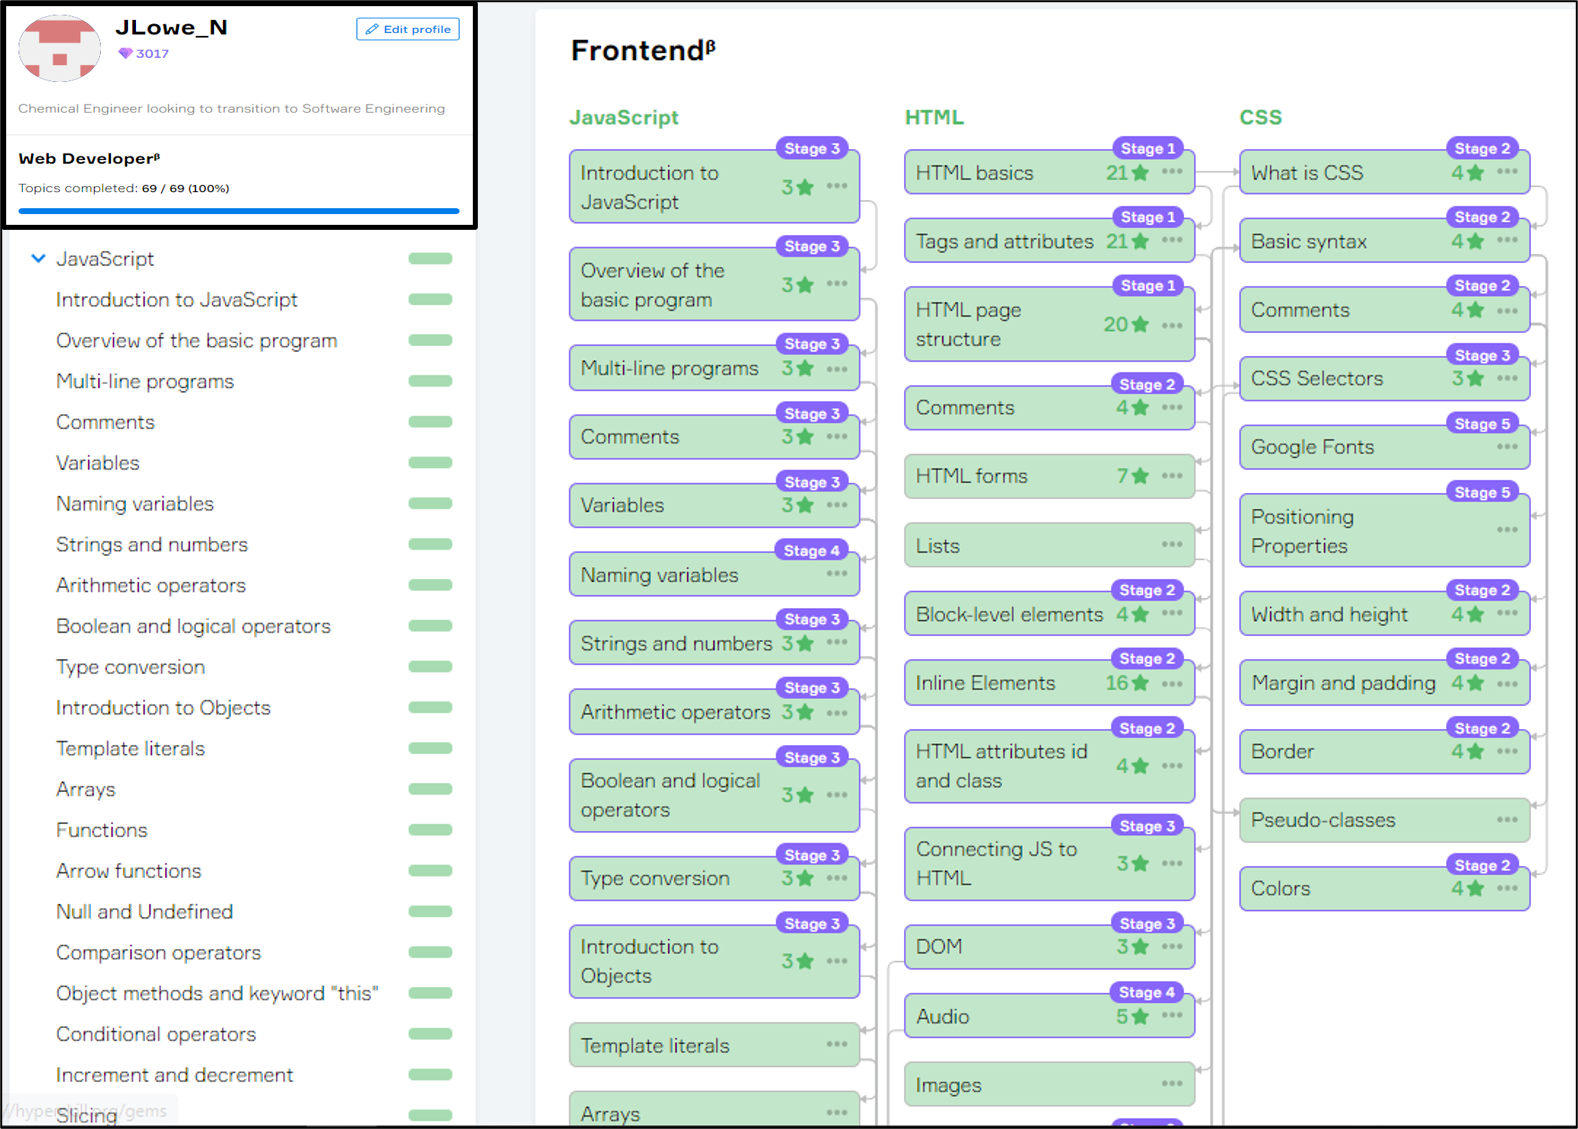 JLowe_N
Edit profile
3017
Chemical Engineer looking to transition to Software Engineering
Web Developerᵝ
Topics completed: 69 / 69 (100%)
JavaScript
Introduction to JavaScript
Overview of the basic program
Multi-line programs
Comments
Variables
Naming variables
Strings and numbers
Arithmetic operators
Boolean and logical operators
Type conversion
Introduction to Objects
Template literals
Arrays
Functions
Arrow functions
Null and Undefined
Comparison operators
Object methods and keyword "this"
Conditional operators
Increment and decrement
Slicing
//hyperskill.org/gems
Frontendᵝ
JavaScript
Stage 3
Introduction to
JavaScript
3
Stage 3
Overview of the
basic program
3
Stage 3
Multi-line programs 3
Stage 3
Comments 3
Stage 3
Variables 3
Stage 4
Naming variables
Stage 3
Strings and numbers 3
Stage 3
Arithmetic operators 3
Stage 3
Boolean and logical
operators
3
Stage 3
Type conversion 3
Stage 3
Introduction to
Objects
3
Template literals
Arrays
HTML
Stage 1
HTML basics 21
Stage 1
Tags and attributes 21
Stage 1
HTML page
structure
20
Stage 2
Comments 4
HTML forms 7
Lists
Stage 2
Block-level elements 4
Stage 2
Inline Elements 16
Stage 2
HTML attributes id
and class
4
Stage 3
Connecting JS to
HTML
3
Stage 3
DOM 3
Stage 4
Audio 5
Images
CSS
Stage 2
What is CSS 4
Stage 2
Basic syntax 4
Stage 2
Comments 4
Stage 3
CSS Selectors 3
Stage 5
Google Fonts
Stage 5
Positioning
Properties
Stage 2
Width and height 4
Stage 2
Margin and padding 4
Stage 2
Border 4
Pseudo-classes
Stage 2
Colors 4